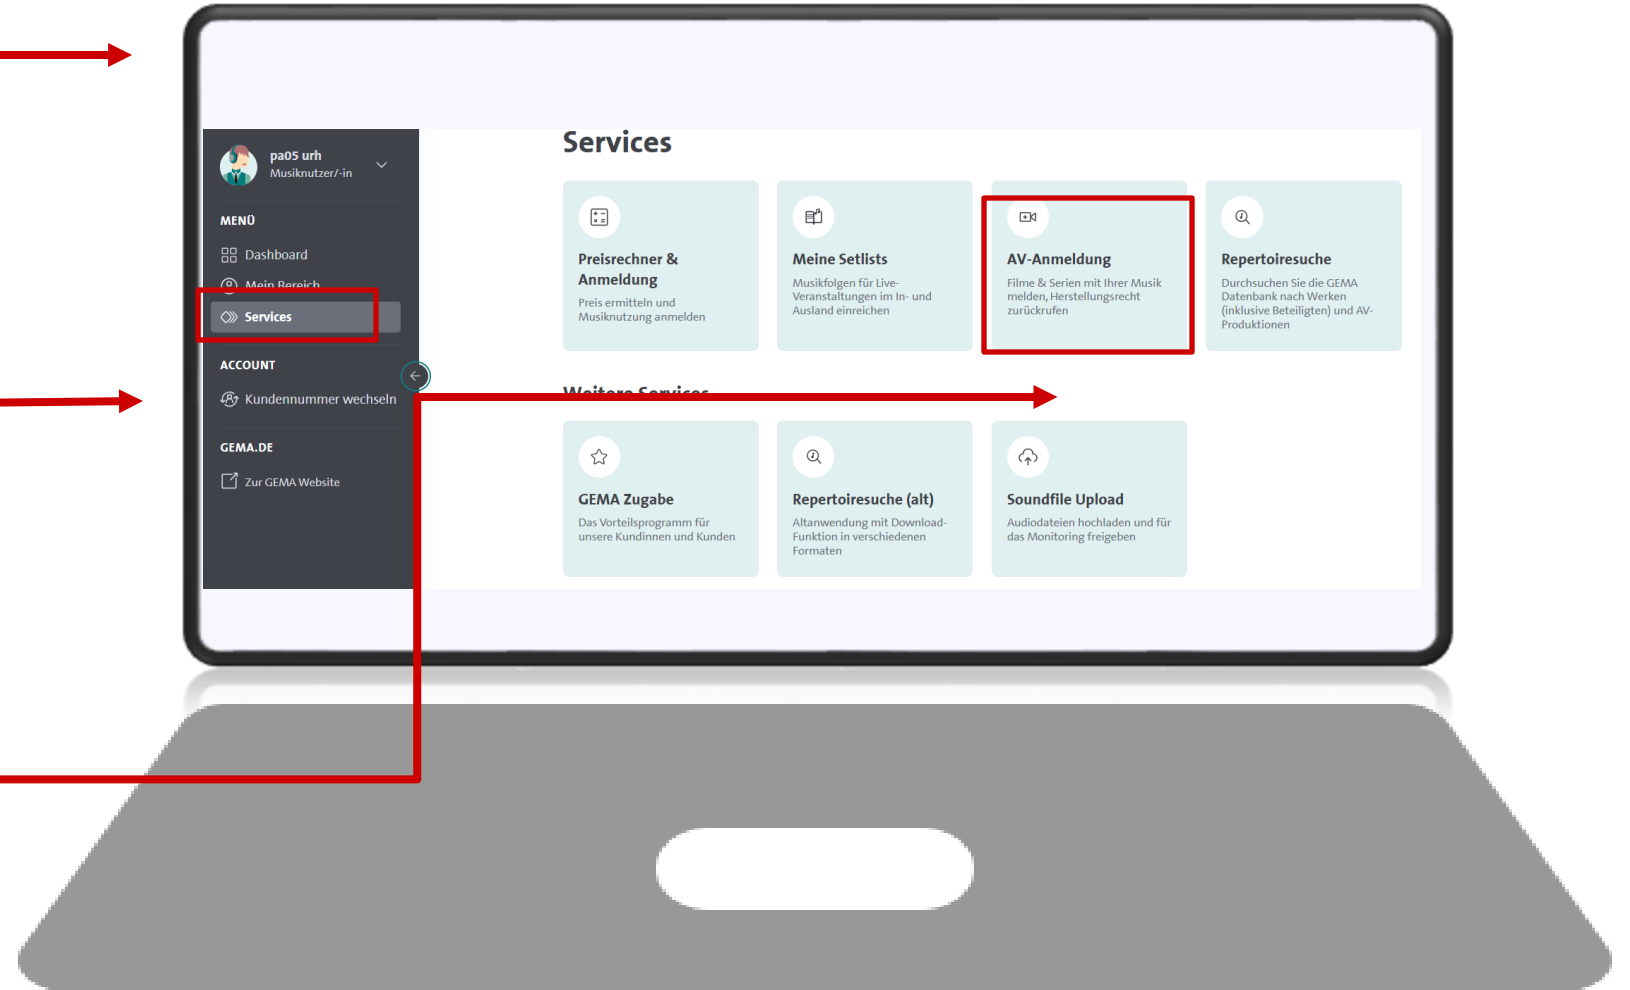 pa05 urh
Musiknutzer/-in
MENÜ
Dashboard
Mein Bereich
Services
ACCOUNT
Kundennummer wechseln
GEMA.DE
Zur GEMA Website
Services
Preisrechner &
Anmeldung
Preis ermitteln und
Musiknutzung anmelden
Meine Setlists
Musikfolgen für Live-
Veranstaltungen im In- und
Ausland einreichen
AV-Anmeldung
Filme & Serien mit Ihrer Musik
melden, Herstellungsrecht
zurückrufen
Repertoiresuche
Durchsuchen Sie die GEMA
Datenbank nach Werken
(inklusive Beteiligten) und AV-
Produktionen
Weitere Services
GEMA Zugabe
Das Vorteilsprogramm für
unsere Kundinnen und Kunden
Repertoiresuche (alt)
Altanwendung mit Download-
Funktion in verschiedenen
Formaten
Soundfile Upload
Audiodateien hochladen und für
das Monitoring freigeben